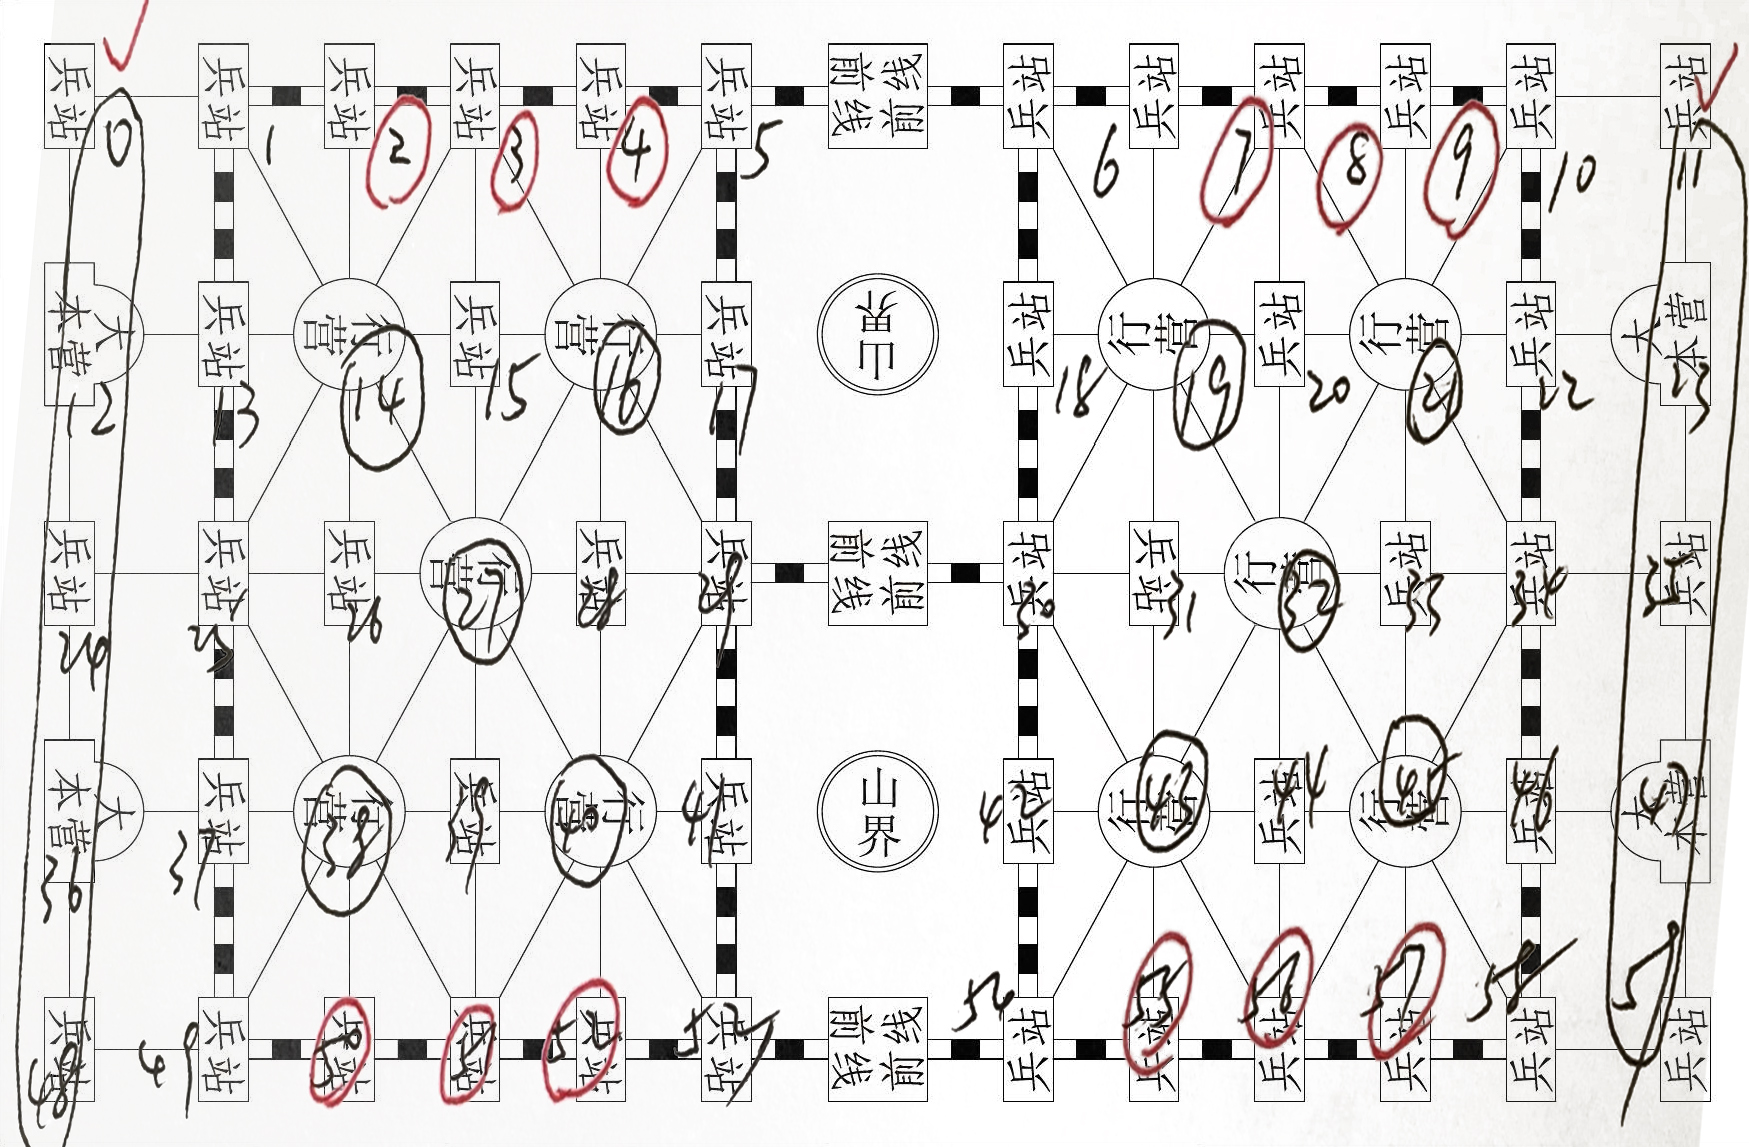 兵站 兵站 兵站 兵站 兵站 兵站 前线 前线 兵站 兵站 兵站 兵站 兵站 兵站
0 1 2 3 4 5 6 7 8 9 10 11
大本营 兵站 行营 兵站 行营 兵站 山界 兵站 行营 兵站 行营 兵站 大本营
12 13 14 15 16 17 18 19 20 21 22 23
兵站 兵站 兵站 行营 兵站 兵站 前线 前线 兵站 兵站 行营 兵站 兵站 兵站
24 25 26 27 28 29 30 31 32 33 34 35
大本营 兵站 行营 兵站 行营 兵站 山界 兵站 行营 兵站 行营 兵站 大本营
36 37 38 39 40 41 42 43 44 45 46 47
兵站 兵站 兵站 兵站 兵站 兵站 前线 前线 兵站 兵站 兵站 兵站 兵站 兵站
48 49 50 51 52 53 54 55 56 57 58